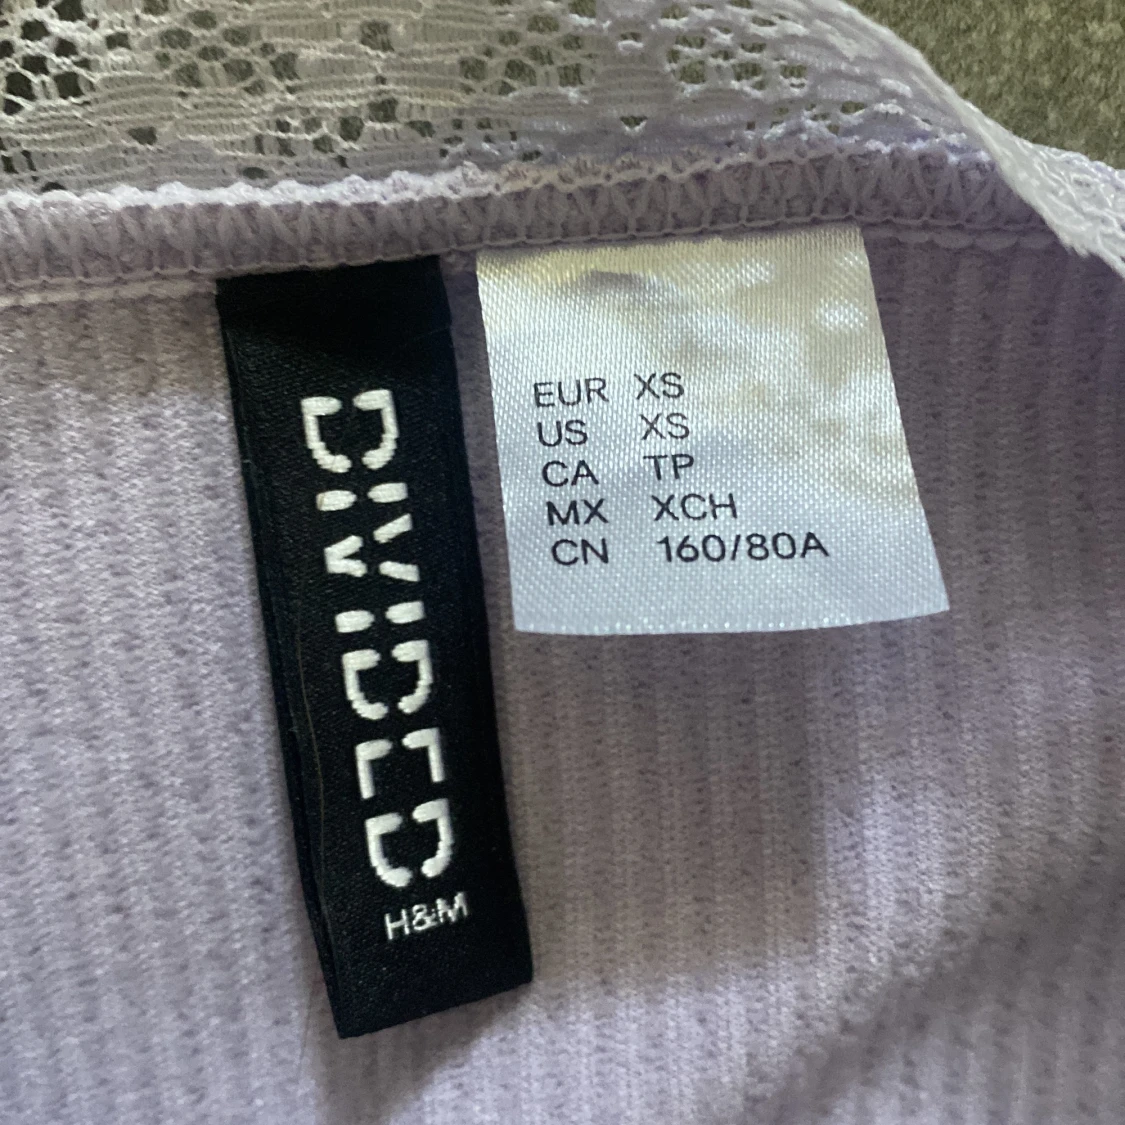 DIVIDED
H&M
EUR XS
US XS
CA TP
MX XCH
CN 160/80A